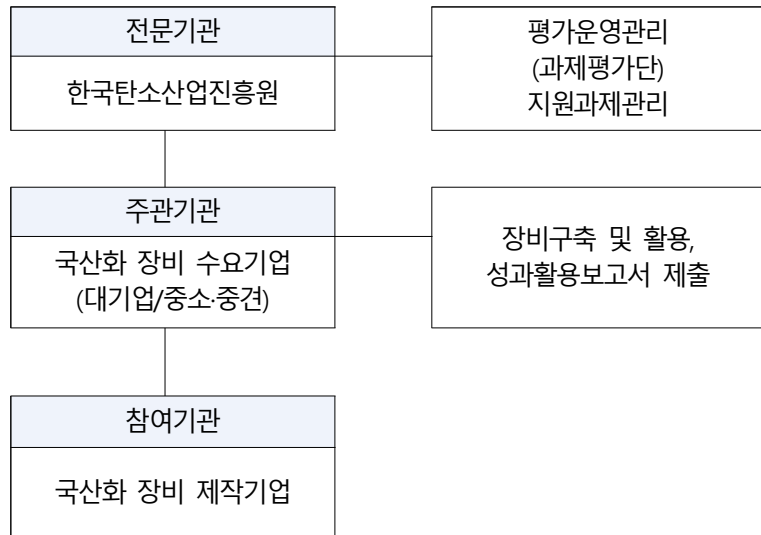 전문기관
한국탄소산업진흥원
평가운영관리
(과제평가단)
지원과제관리
주관기관
국산화 장비 수요기업
(대기업/중소·중견)
장비구축 및 활용,
성과활용보고서 제출
참여기관
국산화 장비 제작기업